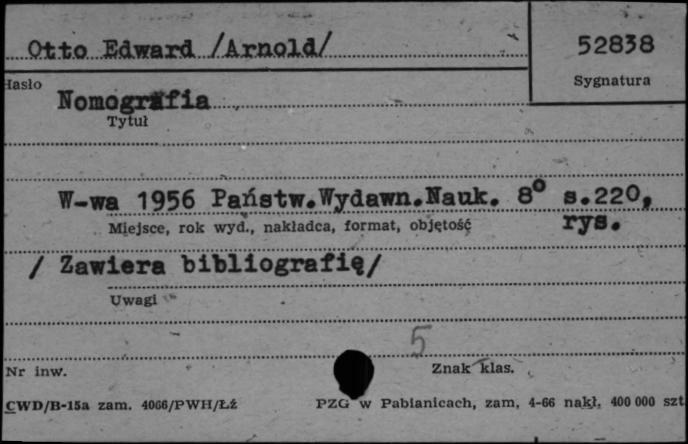 Otto Edward /Arnold/
52838
Hasło
Sygnatura
Nomografia
Tytuł
W-wa 1956 Państw.Wydawn.Nauk. 8° s.220,
rys.
Miejsce, rok wyd., nakładca, format, objętość
/ Zawiera bibliografię/
Uwagi
5
Nr inw.
Znak klas.
CWD/B-15a zam. 4066/PWH/Łź
PZG w Pabianicach, zam, 4-66 nakł. 400 000 szt